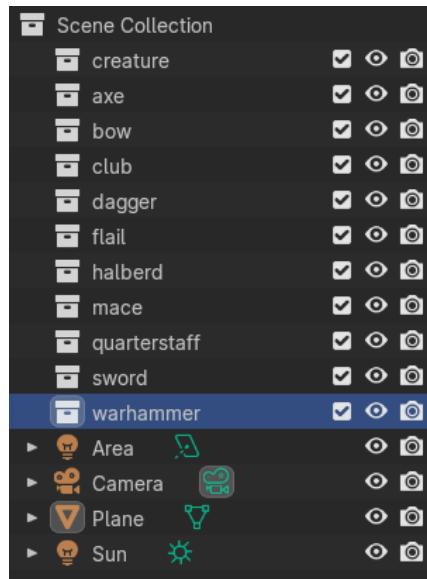 Scene Collection
creature
axe
bow
club
dagger
flail
halberd
mace
quarterstaff
sword
warhammer
Area
Camera
Plane
Sun